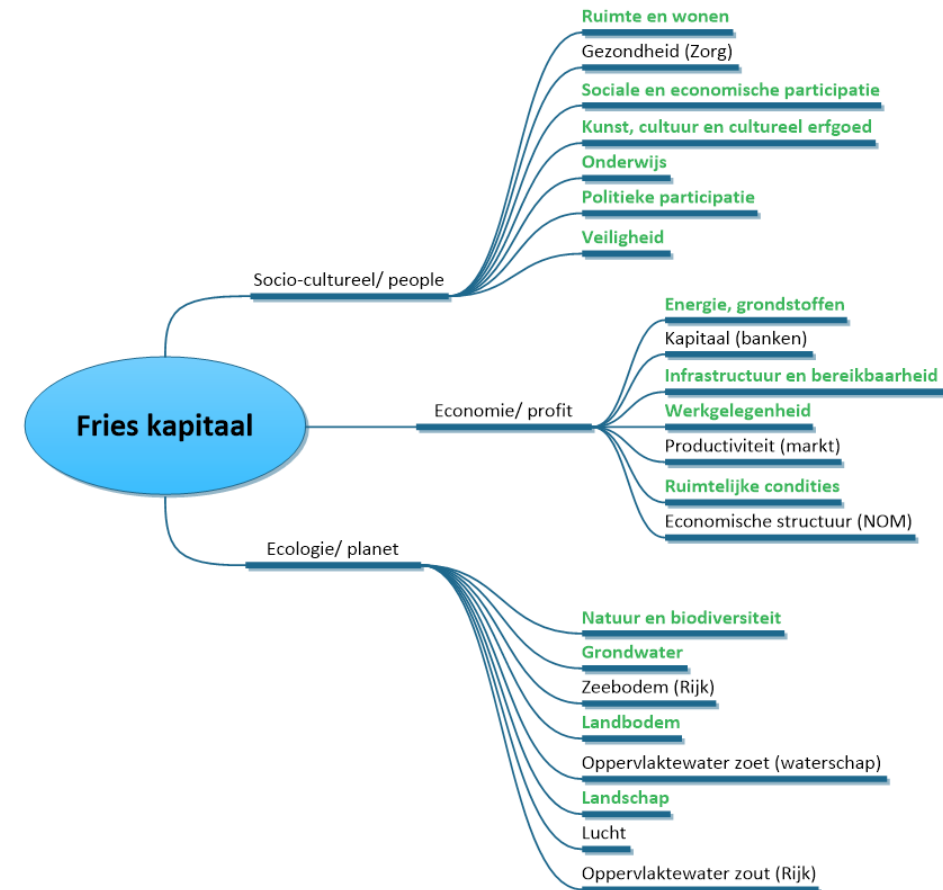 Ruimte en wonen
Gezondheid (Zorg)
Sociale en economische participatie
Kunst, cultuur en cultureel erfgoed
Onderwijs
Politieke participatie
Veiligheid
Socio-cultureel/ people
Energie, grondstoffen
Kapitaal (banken)
Infrastructuur en bereikbaarheid
Werkgelegenheid
Productiviteit (markt)
Ruimtelijke condities
Economische structuur (NOM)
Economie/ profit
Fries kapitaal
Ecologie/ planet
Natuur en biodiversiteit
Grondwater
Zeebodem (Rijk)
Landbodem
Oppervlaktewater zoet (waterschap)
Landschap
Lucht
Oppervlaktewater zout (Rijk)